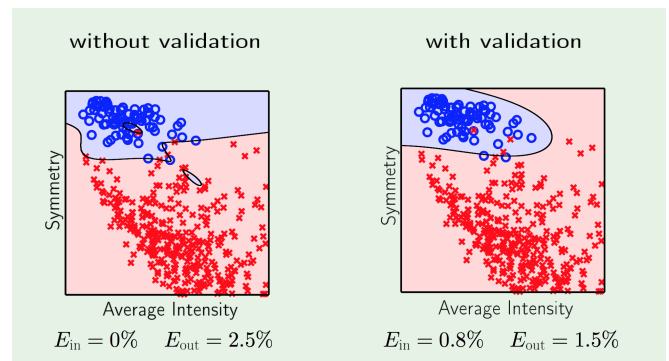 without validation
with validation
Symmetry
Average Intensity
Symmetry
Average Intensity
E_in = 0% E_out = 2.5%
E_in = 0.8% E_out = 1.5%